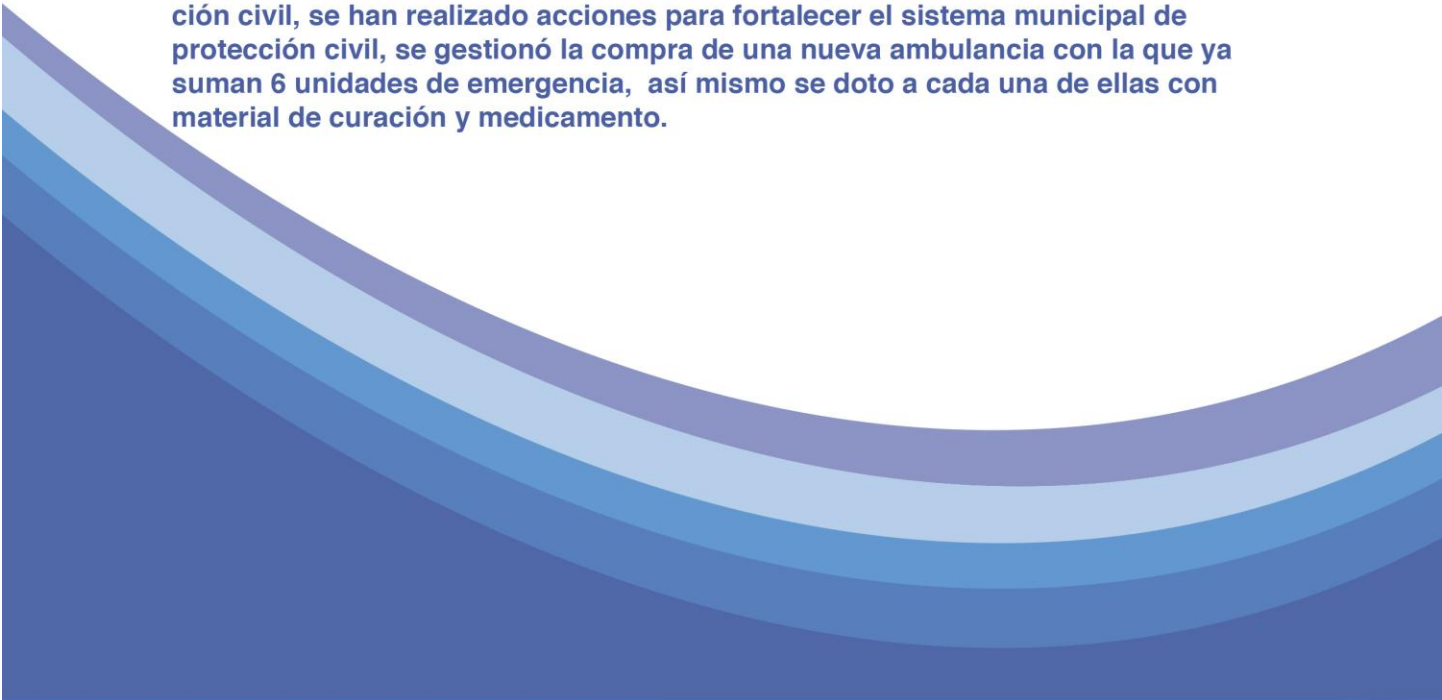 ción civil, se han realizado acciones para fortalecer el sistema municipal de
protección civil, se gestionó la compra de una nueva ambulancia con la que ya
suman 6 unidades de emergencia,  así mismo se doto a cada una de ellas con
material de curación y medicamento.